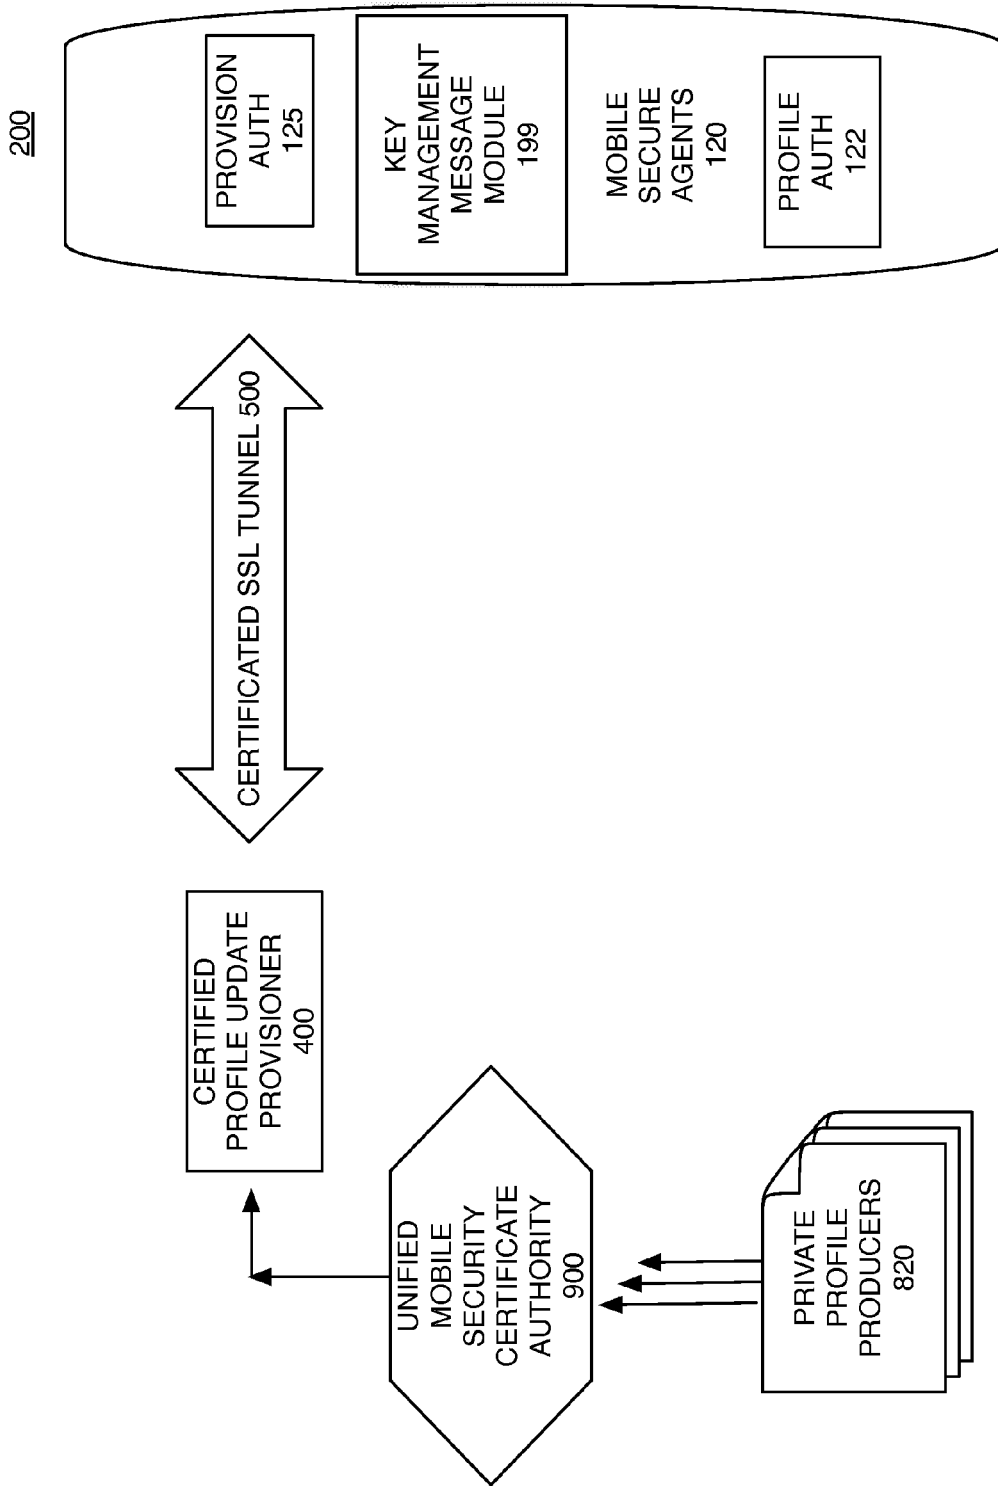 200
PROVISION
AUTH
125
KEY
MANAGEMENT
MESSAGE
MODULE
199
MOBILE
SECURE
AGENTS
120
PROFILE
AUTH
122
CERTIFICATED SSL TUNNEL 500
CERTIFIED
PROFILE UPDATE
PROVISIONER
400
UNIFIED
MOBILE
SECURITY
CERTIFICATE
AUTHORITY
900
PRIVATE
PROFILE
PRODUCERS
820